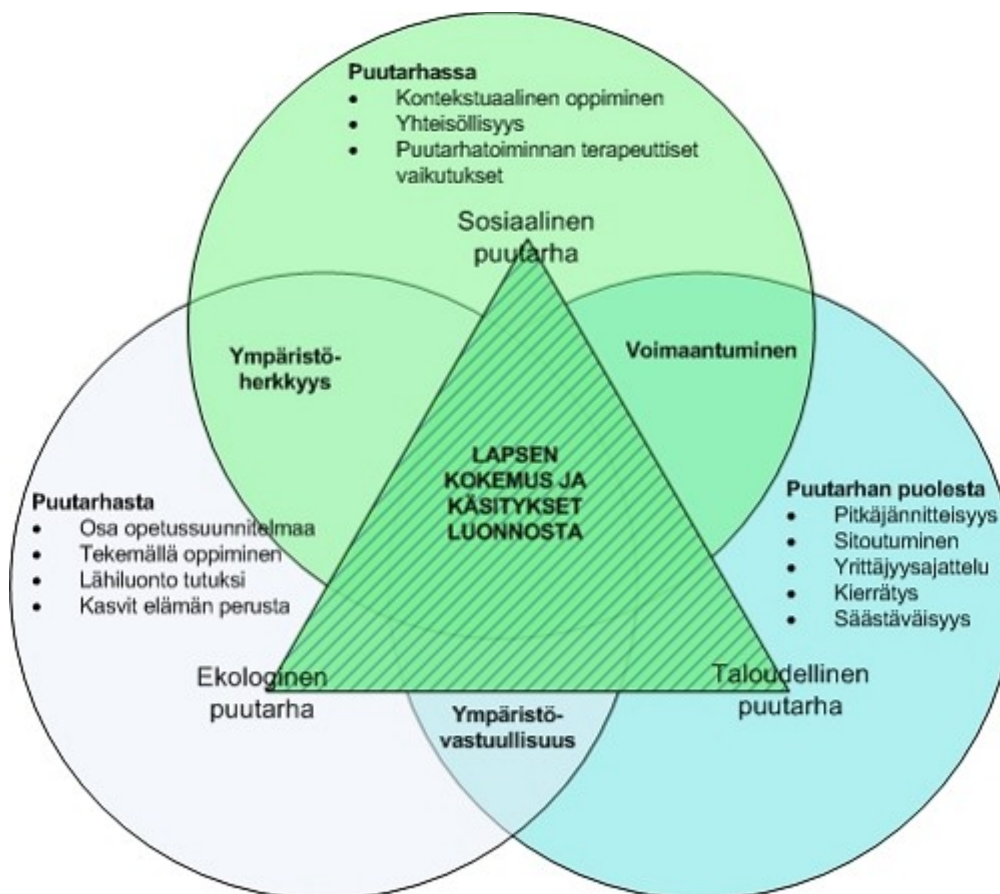 Puutarhassa
• Kontekstuaalinen oppiminen
• Yhteisöllisyys
• Puutarhatoiminnan terapeuttiset
vaikutukset
Sosiaalinen
puutarha
Ympäristö-
herkkyys
Voimaantuminen
LAPSEN
KOKEMUS JA
KÄSITYKSET
LUONNOSTA
Puutarhasta
• Osa opetussuunnitelmaa
• Tekemällä oppiminen
• Lähiluonto tutuksi
• Kasvit elämän perusta
Puutarhan puolesta
• Pitkäjännitteisyys
• Sitoutuminen
• Yrittäjyysajattelu
• Kierrätys
• Säästäväisyys
Ekologinen
puutarha
Taloudellinen
puutarha
Ympäristö-
vastuullisuus